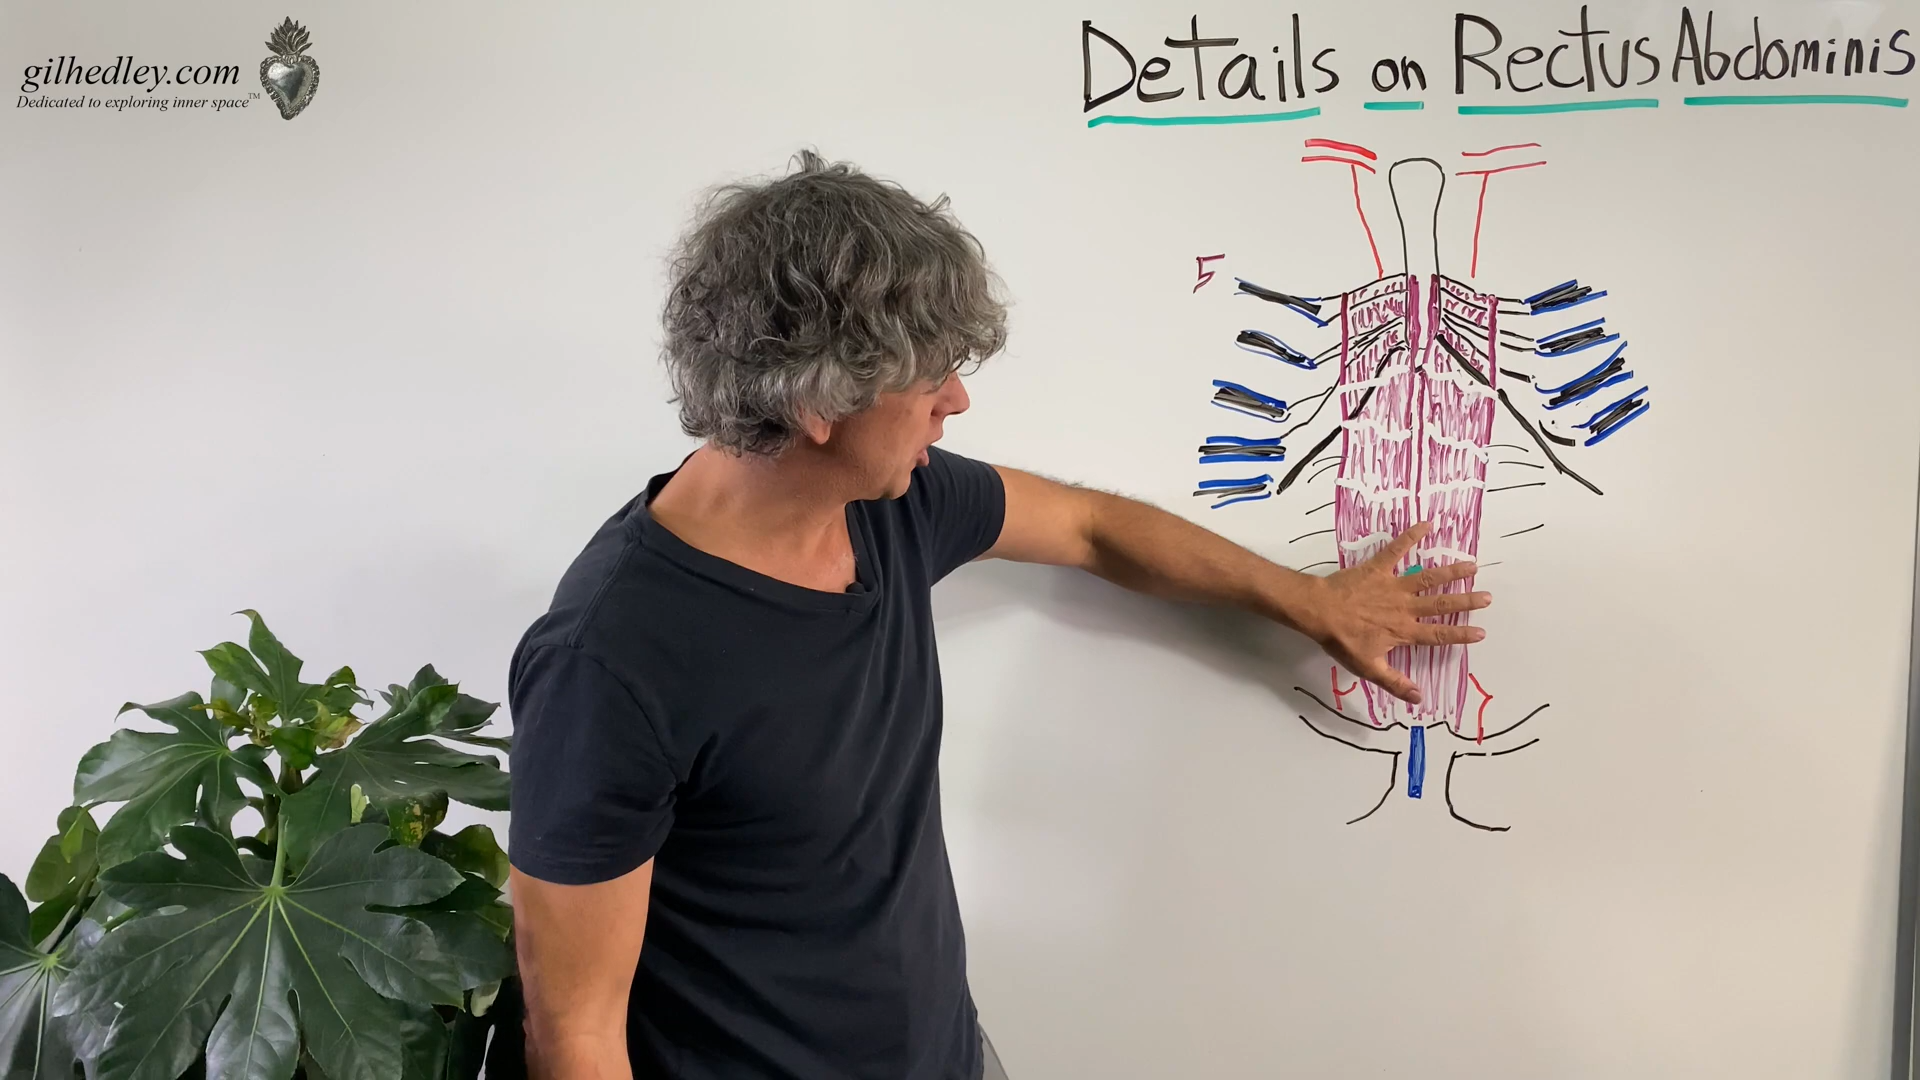 gilhedley.com
Dedicated to exploring inner space™
Details on Rectus Abdominis
5